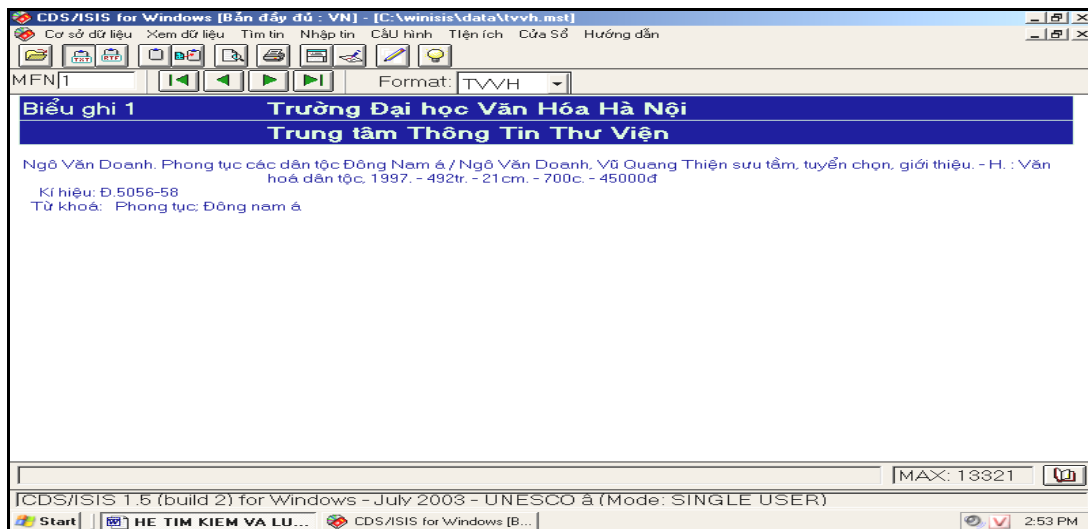 CDS/ISIS for Windows [Bản đầy đủ : VN] - [C:\winisis\data\tvvh.mst]
Cơ sở dữ liệu Xem dữ liệu Tìm tin Nhập tin CấU hình TIện ích Cửa Sổ Hướng dẫn
TXT RTF
MFN 1 Format: TVVH
Biểu ghi 1 Trường Đại học Văn Hóa Hà Nội
Trung tâm Thông Tin Thư Viện
Ngô Văn Doanh. Phong tục các dân tộc Đông Nam á / Ngô Văn Doanh, Vũ Quang Thiện sưu tầm, tuyển chọn, giới thiệu. - H. : Văn
hoá dân tộc, 1997. - 492tr. - 21cm. - 700c. - 45000đ
Kí hiệu: Đ.5056-58
Từ khoá: Phong tục; Đông nam á
MAX: 13321
CDS/ISIS 1.5 (build 2) for Windows - July 2003 - UNESCO â (Mode: SINGLE USER)
Start HE TIM KIEM VA LU... CDS/ISIS for Windows [B... V 2:53 PM